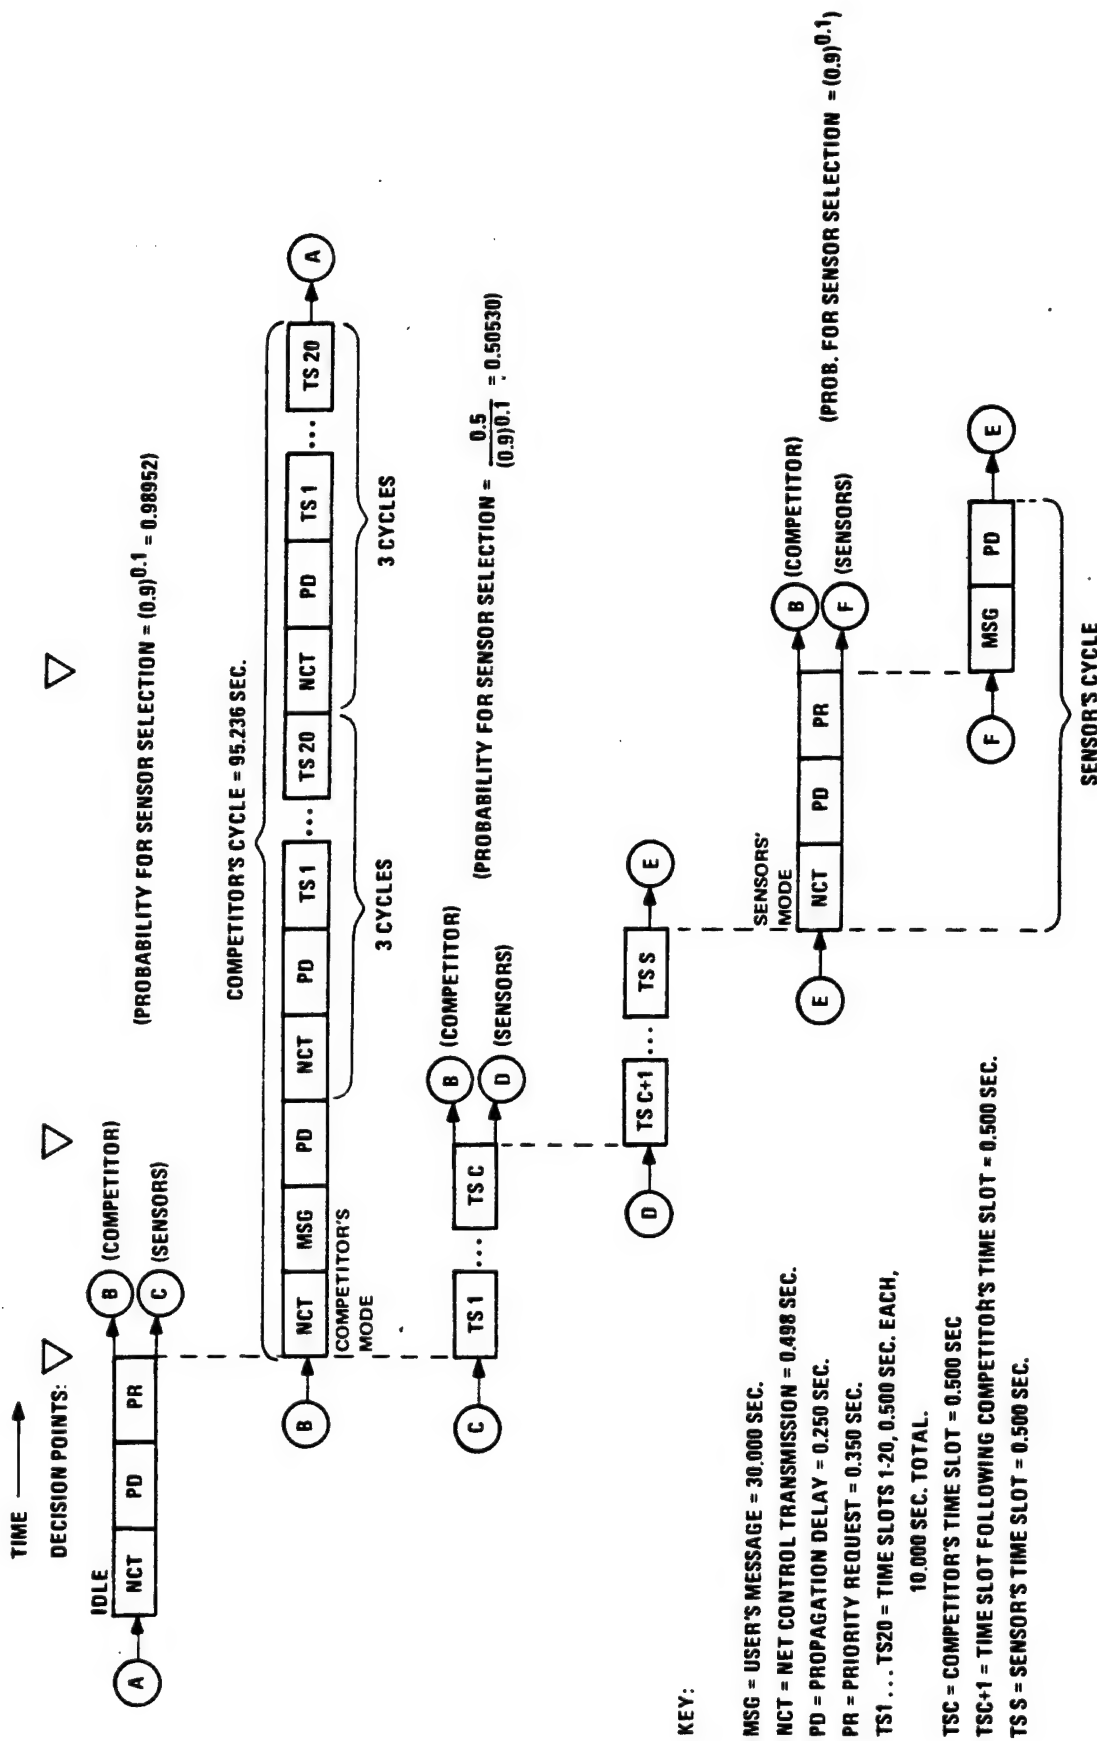 TIME
DECISION POINTS:
IDLE
A
NCT
PD
PR
B (COMPETITOR)
C (SENSORS)
(PROBABILITY FOR SENSOR SELECTION = (0.9)^0.1 = 0.98952)
COMPETITOR'S CYCLE = 95.236 SEC.
B
NCT
MSG
PD
NCT
PD
TS 1
...
TS 20
NCT
PD
TS 1
...
TS 20
A
COMPETITOR'S
MODE
3 CYCLES
3 CYCLES
C
TS 1
...
TS C
B (COMPETITOR)
D (SENSORS)
(PROBABILITY FOR SENSOR SELECTION = 0.5 / (0.9)^0.1 = 0.50530)
D
TS C+1
...
TS S
E
SENSORS'
MODE
E
NCT
PD
PR
B (COMPETITOR)
F (SENSORS)
(PROB. FOR SENSOR SELECTION = (0.9)^0.1)
F
MSG
PD
E
SENSOR'S CYCLE
KEY:
MSG = USER'S MESSAGE = 30.000 SEC.
NCT = NET CONTROL TRANSMISSION = 0.498 SEC.
PD = PROPAGATION DELAY = 0.250 SEC.
PR = PRIORITY REQUEST = 0.350 SEC.
TS1 ... TS20 = TIME SLOTS 1-20, 0.500 SEC. EACH,
10.000 SEC. TOTAL.
TSC = COMPETITOR'S TIME SLOT = 0.500 SEC
TSC+1 = TIME SLOT FOLLOWING COMPETITOR'S TIME SLOT = 0.500 SEC.
TS S = SENSOR'S TIME SLOT = 0.500 SEC.